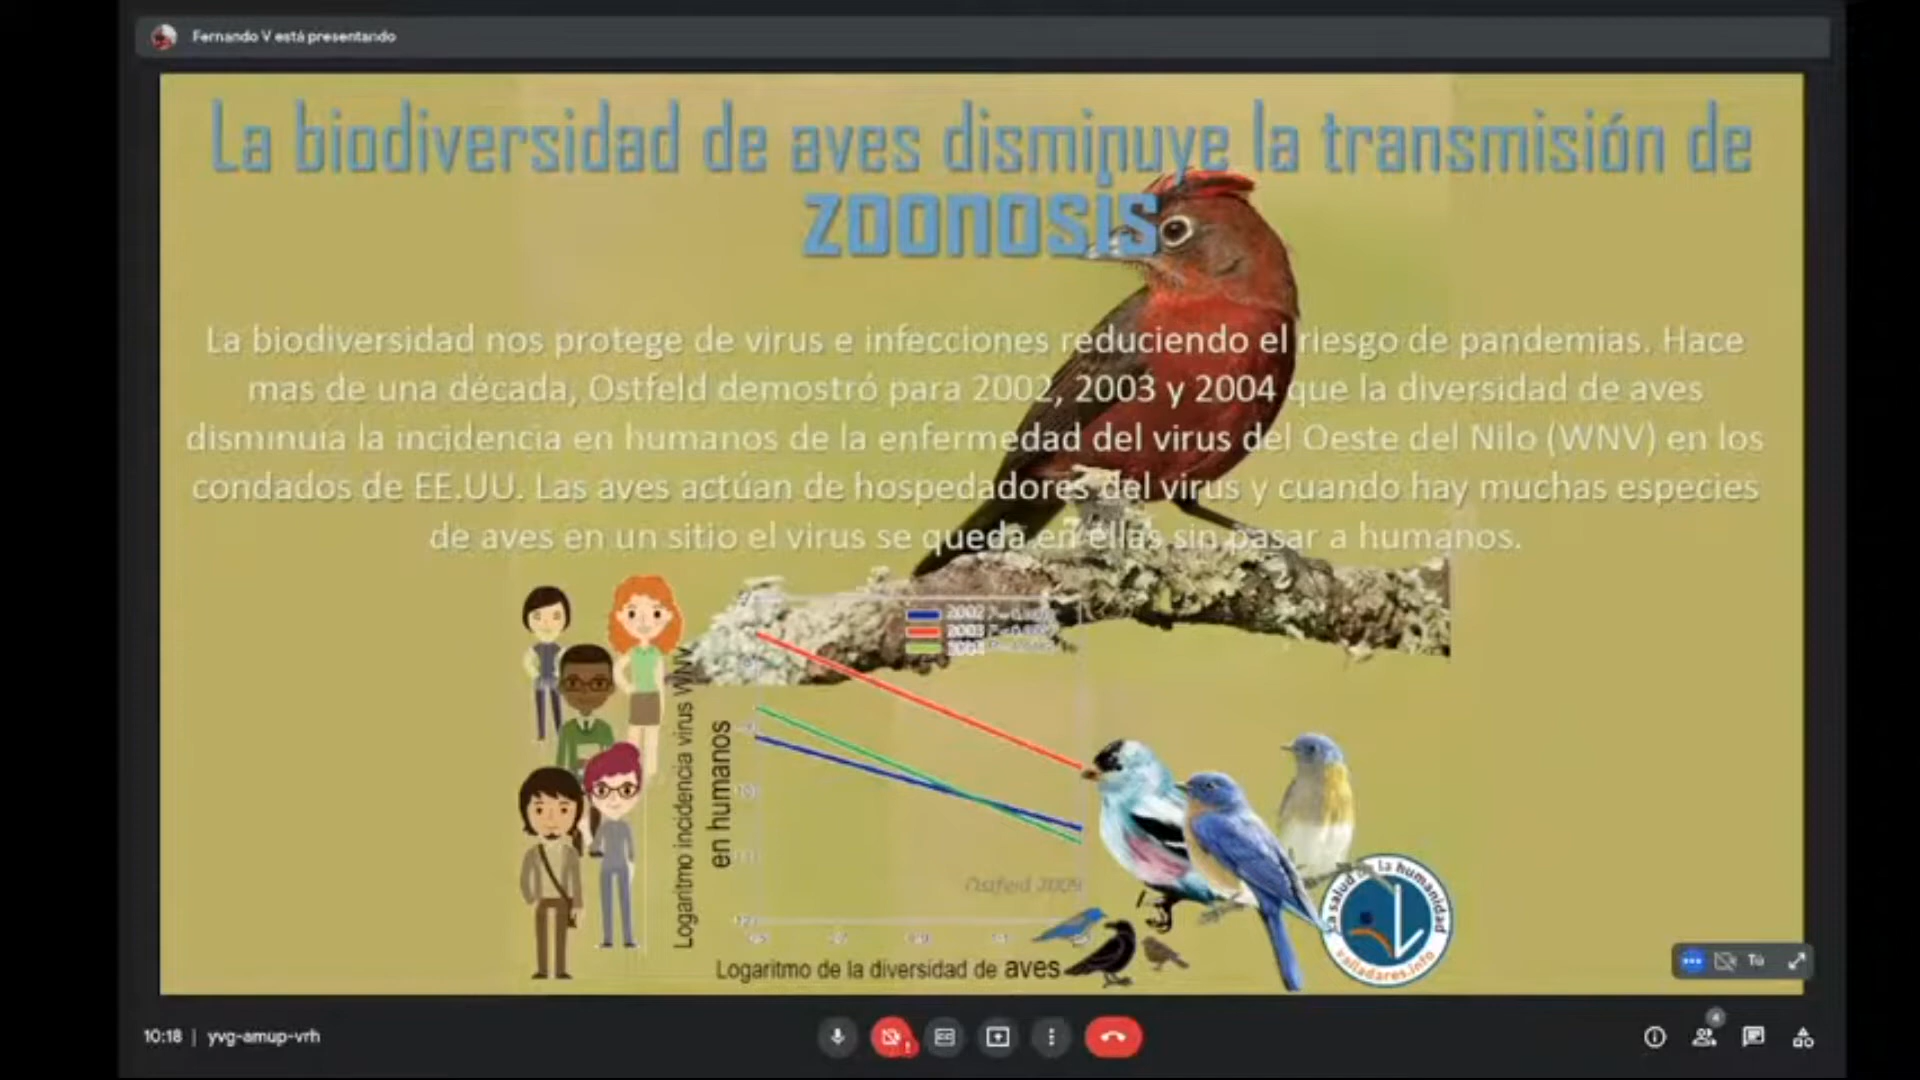 Fernando V está presentando
La biodiversidad de aves disminuye la transmisión de
zoonosis
La biodiversidad nos protege de virus e infecciones reduciendo el riesgo de pandemias. Hace
mas de una década, Ostfeld demostró para 2002, 2003 y 2004 que la diversidad de aves
disminuía la incidencia en humanos de la enfermedad del virus del Oeste del Nilo (WNV) en los
condados de EE.UU. Las aves actúan de hospedadores del virus y cuando hay muchas especies
de aves en un sitio el virus se queda en ellas sin pasar a humanos.
2002
2003
2004
Logaritmo incidencia virus WNV
en humanos
Ostfeld 2009
Logaritmo de la diversidad de aves
la salud de la humanidad
valladares.info
Tú
10:18 | yvg-amup-vrh
4